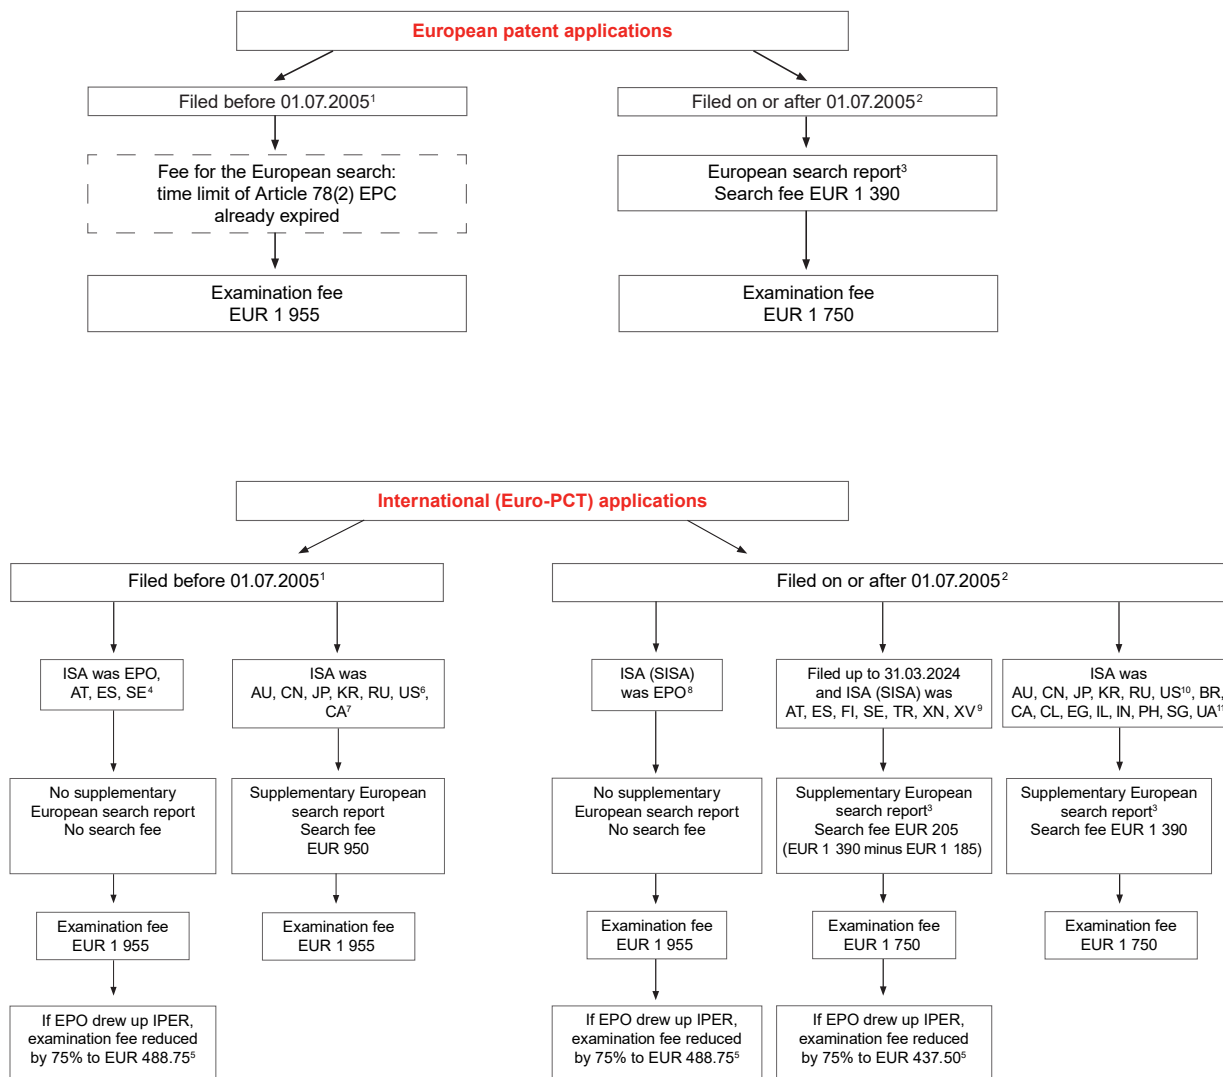 European patent applications
Filed before 01.07.2005¹
Filed on or after 01.07.2005²
Fee for the European search:
time limit of Article 78(2) EPC
already expired
European search report³
Search fee EUR 1 390
Examination fee
EUR 1 955
Examination fee
EUR 1 750
International (Euro-PCT) applications
Filed before 01.07.2005¹
Filed on or after 01.07.2005²
ISA was EPO,
AT, ES, SE⁴
ISA was
AU, CN, JP, KR, RU, US⁶,
CA⁷
ISA (SISA)
was EPO⁸
Filed up to 31.03.2024
and ISA (SISA) was
AT, ES, FI, SE, TR, XN, XV⁹
ISA was
AU, CN, JP, KR, RU, US¹⁰, BR,
CA, CL, EG, IL, IN, PH, SG, UA¹¹
No supplementary
European search report
No search fee
Supplementary European
search report
Search fee
EUR 950
No supplementary
European search report
No search fee
Supplementary European
search report³
Search fee EUR 205
(EUR 1 390 minus EUR 1 185)
Supplementary European
search report³
Search fee EUR 1 390
Examination fee
EUR 1 955
Examination fee
EUR 1 955
Examination fee
EUR 1 955
Examination fee
EUR 1 750
Examination fee
EUR 1 750
If EPO drew up IPER,
examination fee reduced
by 75% to EUR 488.75⁵
If EPO drew up IPER,
examination fee reduced
by 75% to EUR 488.75⁵
If EPO drew up IPER,
examination fee reduced
by 75% to EUR 437.50⁵